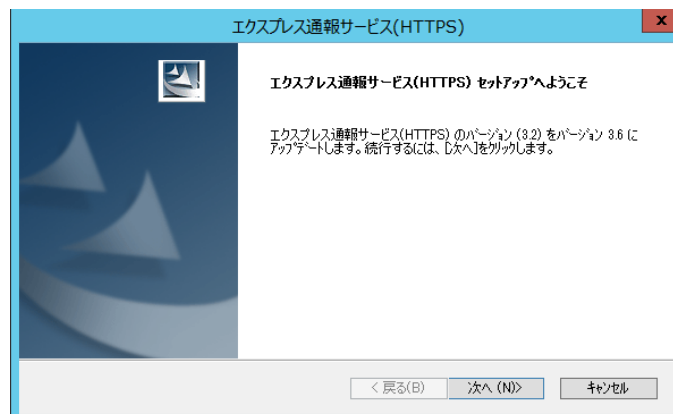 エクスプレス通報サービス(HTTPS)
x
エクスプレス通報サービス(HTTPS) ｾｯﾄｱｯﾌﾟへようこそ
エクスプレス通報サービス(HTTPS) のﾊﾞｰｼﾞｮﾝ (3.2) をﾊﾞｰｼﾞｮﾝ 3.6 に
ｱｯﾌﾟﾃﾞｰﾄします。続行するには、[次へ]をｸﾘｯｸします。
< 戻る(B)
次へ (N)>
ｷｬﾝｾﾙ